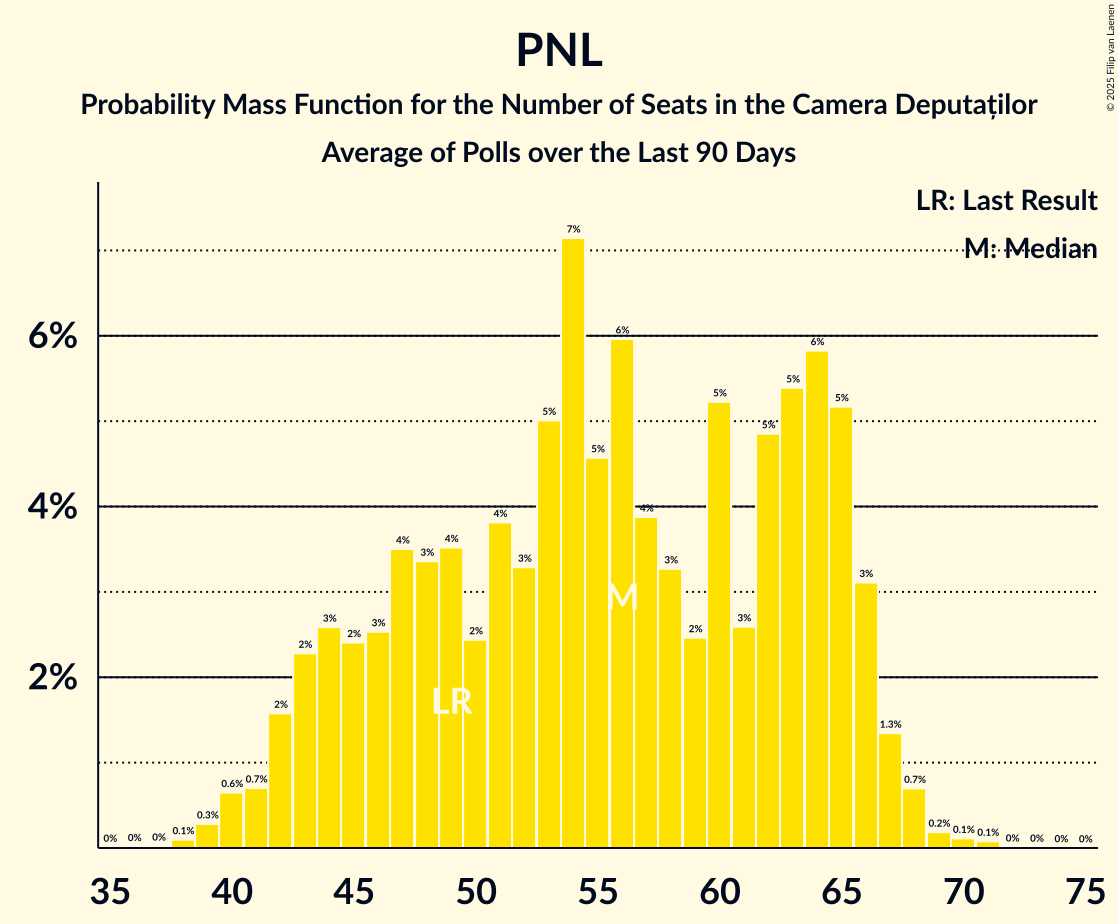 PNL
Probability Mass Function for the Number of Seats in the Camera Deputaților
Average of Polls over the Last 90 Days
© 2025 Filip van Laenen
LR: Last Result
M: Median
6%
4%
2%
0% 0% 0% 0.1% 0.3% 0.6% 0.7% 2% 2% 3% 2% 3% 4% 3% 4% 2% 4% 3% 5% 7% 5% 6% 4% 3% 2% 5% 3% 5% 5% 6% 5% 3% 1.3% 0.7% 0.2% 0.1% 0.1% 0% 0% 0% 0%
M
LR
35 40 45 50 55 60 65 70 75